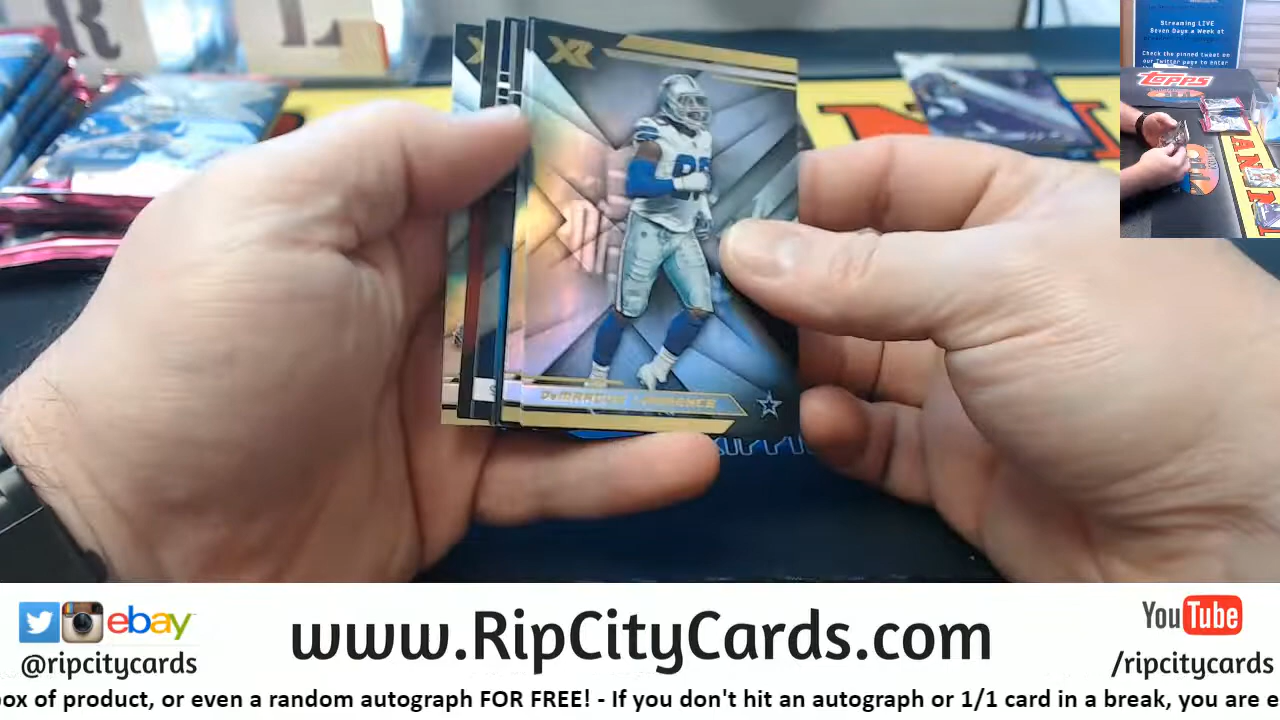 Streaming LIVE
Seven Days a Week at
Check the pinned tweet on
our Twitter page to enter
topps
XR
DeMARCUS LAWRENCE
ebay
@ripcitycards
www.RipCityCards.com
YouTube
/ripcitycards
box of product, or even a random autograph FOR FREE! - If you don't hit an autograph or 1/1 card in a break, you are e